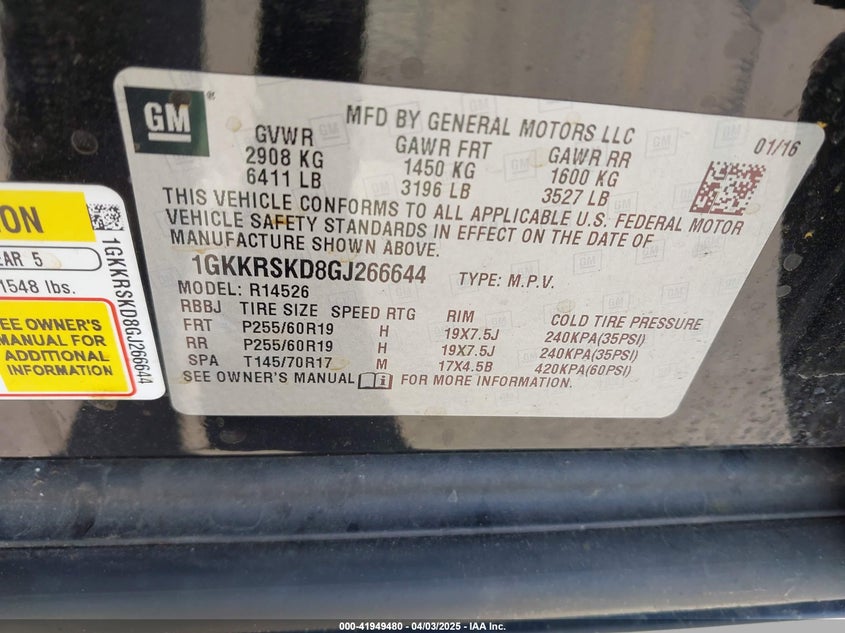 GM®
MFD BY GENERAL MOTORS LLC
01/16
GVWR GAWR FRT GAWR RR
2908 KG 1450 KG 1600 KG
6411 LB 3196 LB 3527 LB
THIS VEHICLE CONFORMS TO ALL APPLICABLE U.S. FEDERAL MOTOR
VEHICLE SAFETY STANDARDS IN EFFECT ON THE DATE OF
MANUFACTURE SHOWN ABOVE.
1GKKRSKD8GJ266644 TYPE: M.P.V.
MODEL: R14526
RBBJ TIRE SIZE SPEED RTG RIM COLD TIRE PRESSURE
FRT P255/60R19 H 19X7.5J 240KPA(35PSI)
RR P255/60R19 H 19X7.5J 240KPA(35PSI)
SPA T145/70R17 M 17X4.5B 420KPA(60PSI)
SEE OWNER'S MANUAL i FOR MORE INFORMATION.
ION
EAR 5
1548 lbs.
SEE OWNER'S
MANUAL FOR
ADDITIONAL
INFORMATION
1GKKRSKD8GJ266644
000-41949480 - 04/03/2025 - IAA Inc.